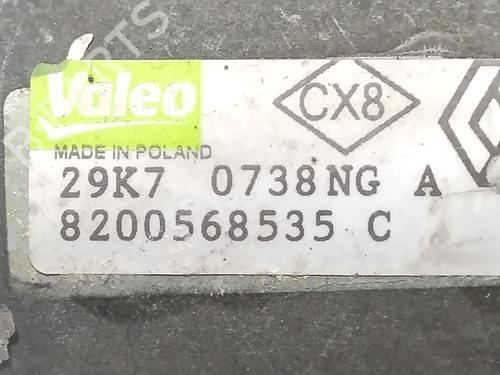 Valeo
CX8
MADE IN POLAND
29K7 0738NG A
8200568535 C